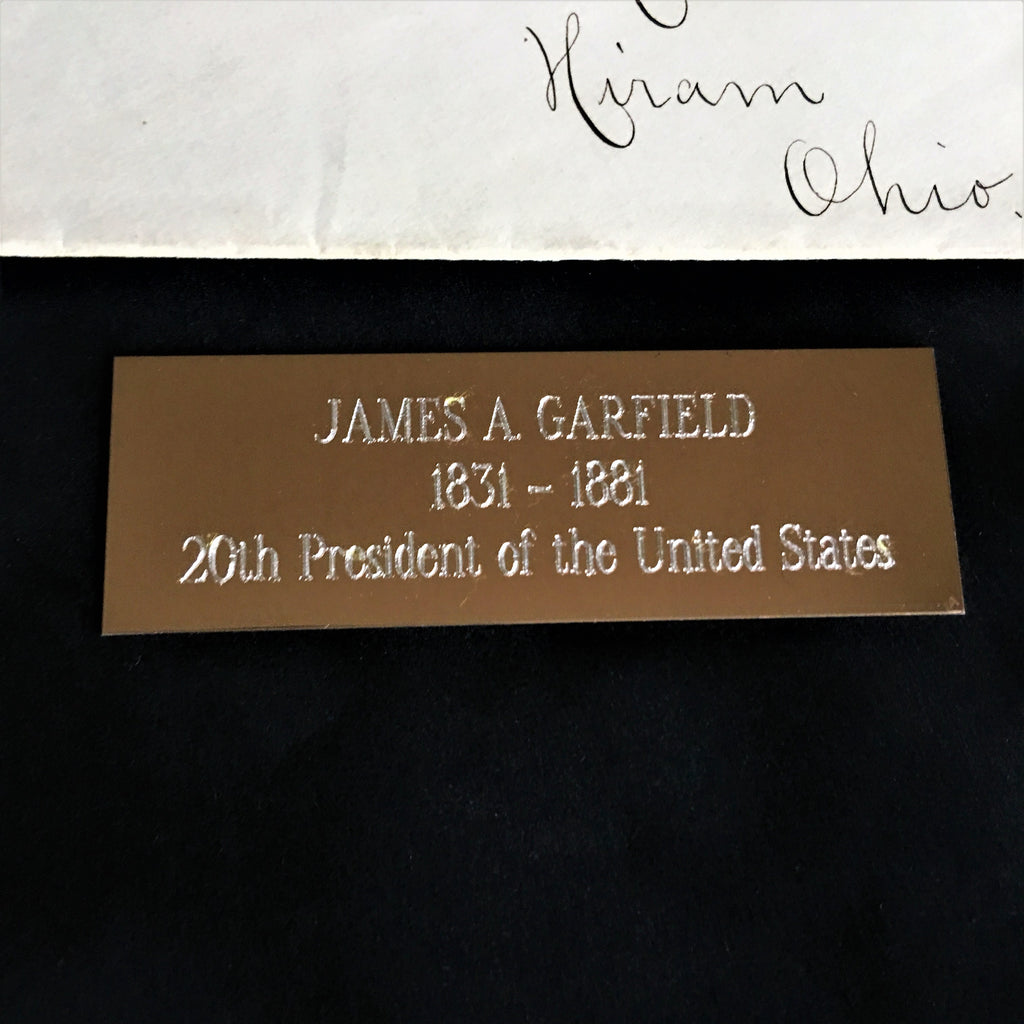 Hiram
Ohio.
JAMES A. GARFIELD
1831 - 1881
20th President of the United States